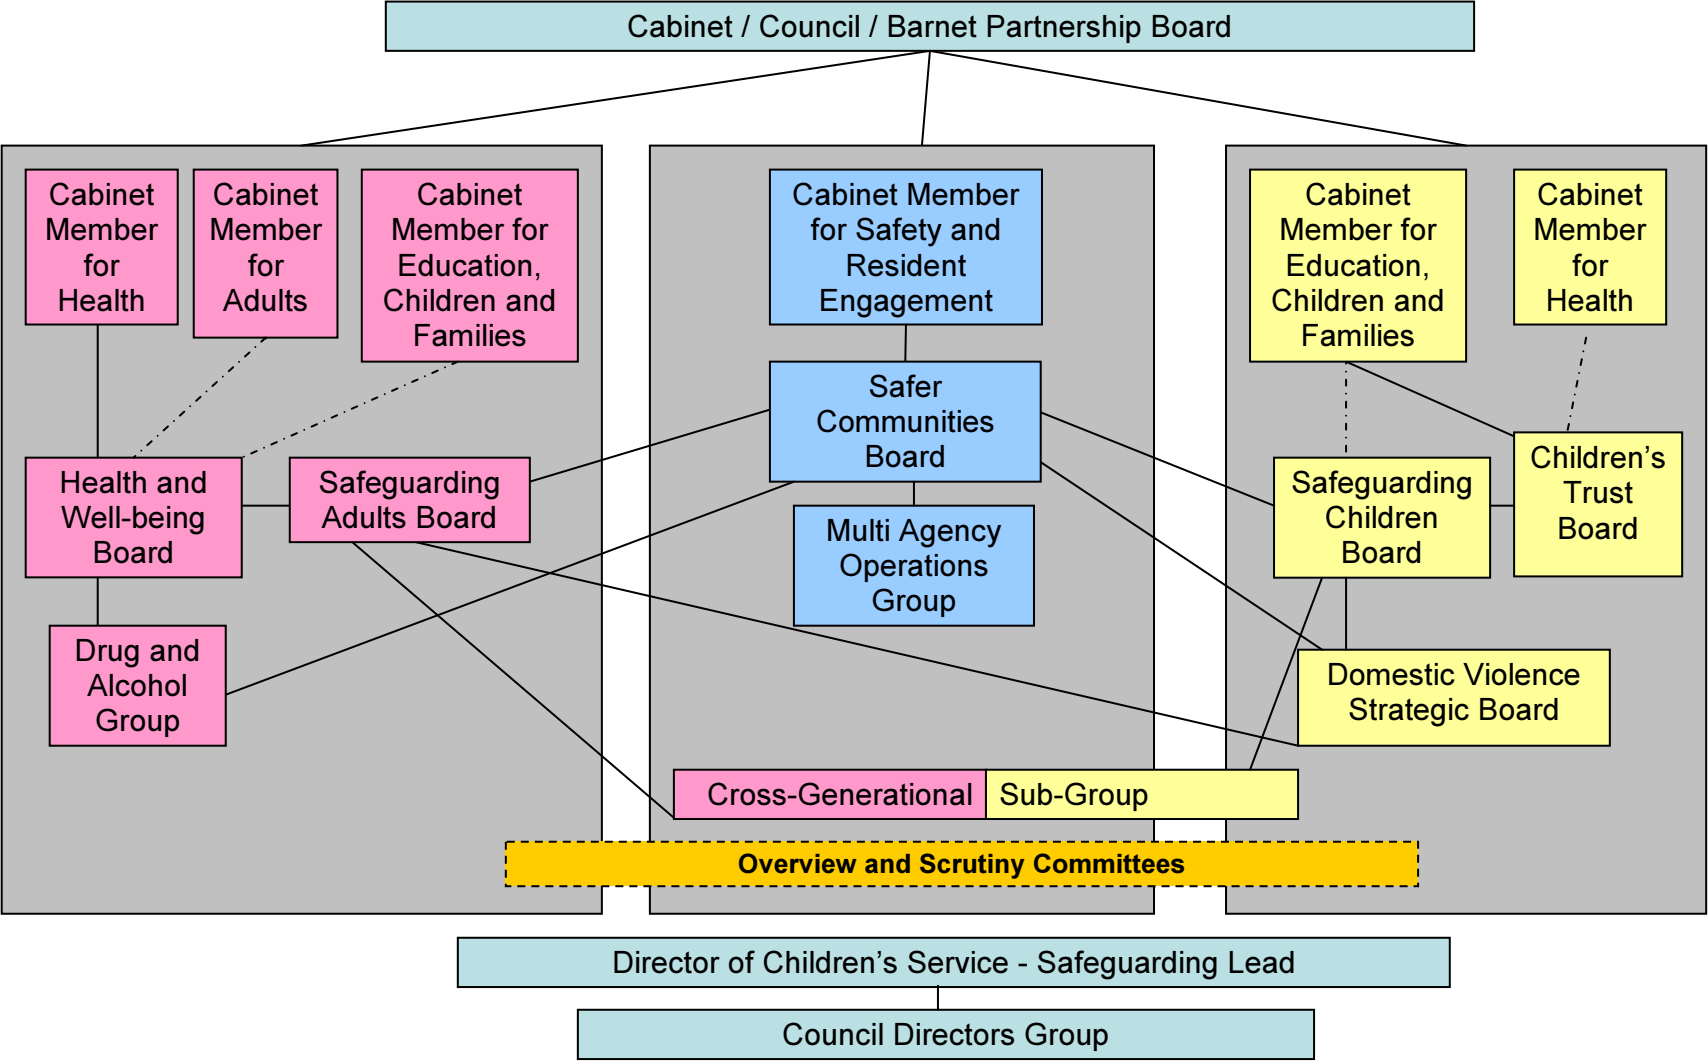 Cabinet / Council / Barnet Partnership Board
Cabinet
Member
for
Health
Cabinet
Member
for
Adults
Cabinet
Member for
Education,
Children and
Families
Cabinet Member
for Safety and
Resident
Engagement
Cabinet
Member for
Education,
Children and
Families
Cabinet
Member
for
Health
Safer
Communities
Board
Health and
Well-being
Board
Safeguarding
Adults Board
Multi Agency
Operations
Group
Safeguarding
Children
Board
Children’s
Trust
Board
Drug and
Alcohol
Group
Domestic Violence
Strategic Board
Cross-Generational Sub-Group
Overview and Scrutiny Committees
Director of Children’s Service - Safeguarding Lead
Council Directors Group